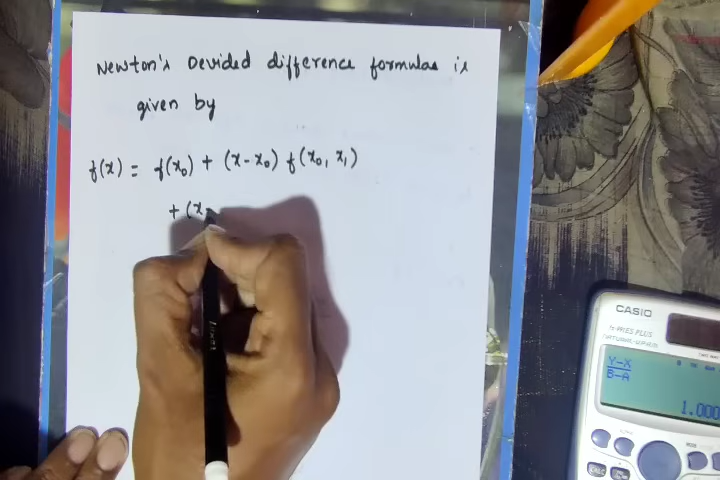 Newton's Devided difference formulas is
given by
f(x) = f(x₀) + (x-x₀) f(x₀, x₁)
+ (x-
CASIO
Y-X
B-A
1.000